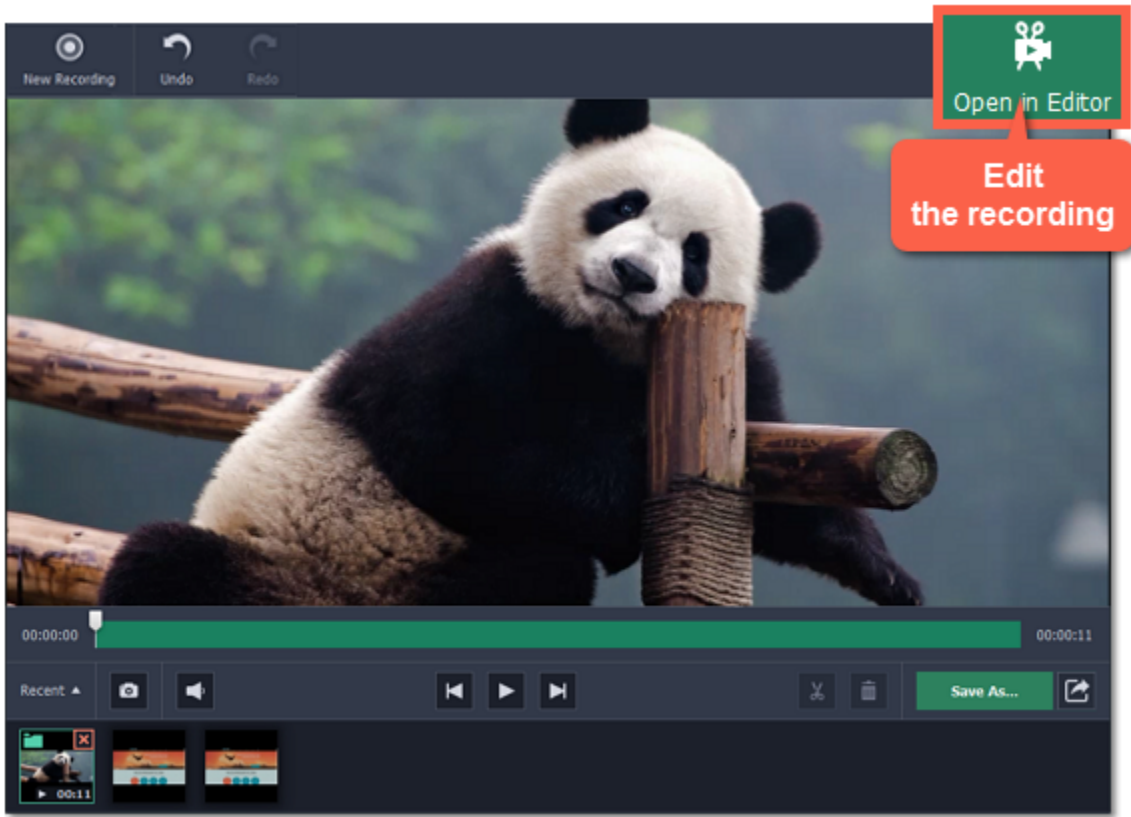 New Recording
Undo
Redo
Open in Editor
Edit
the recording
00:00:00
00:00:11
Recent
Save As...
00:11